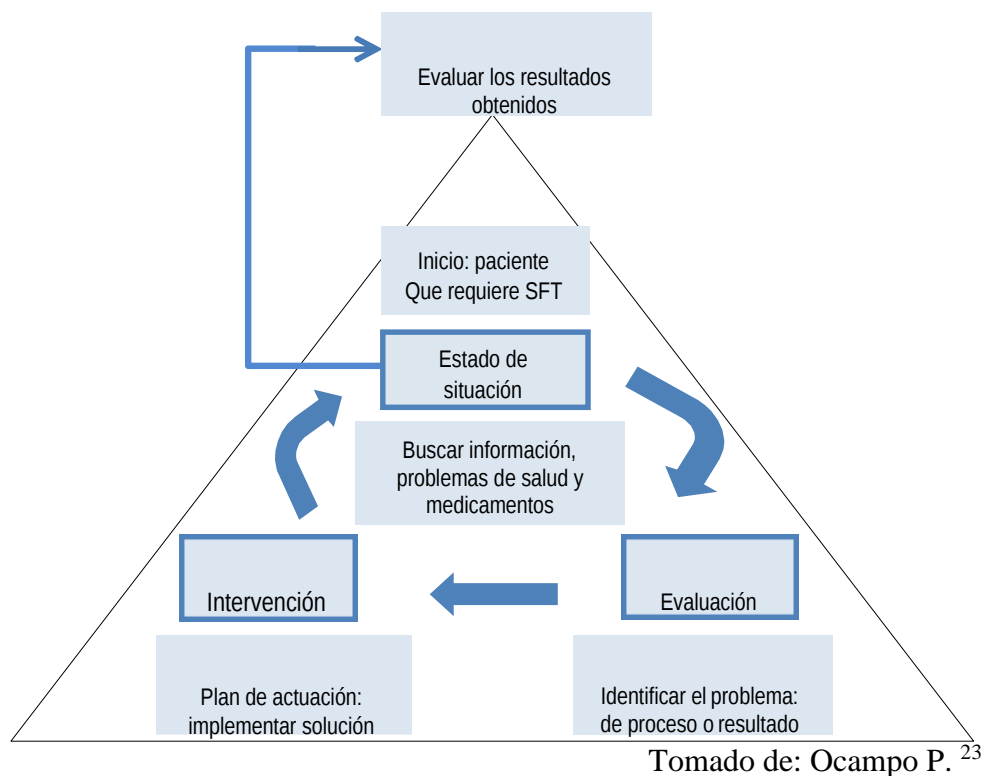 Evaluar los resultados
obtenidos
Inicio: paciente
Que requiere SFT
Estado de
situación
Buscar información,
problemas de salud y
medicamentos
Intervención
Evaluación
Plan de actuación:
implementar solución
Identificar el problema:
de proceso o resultado
Tomado de: Ocampo P. 23